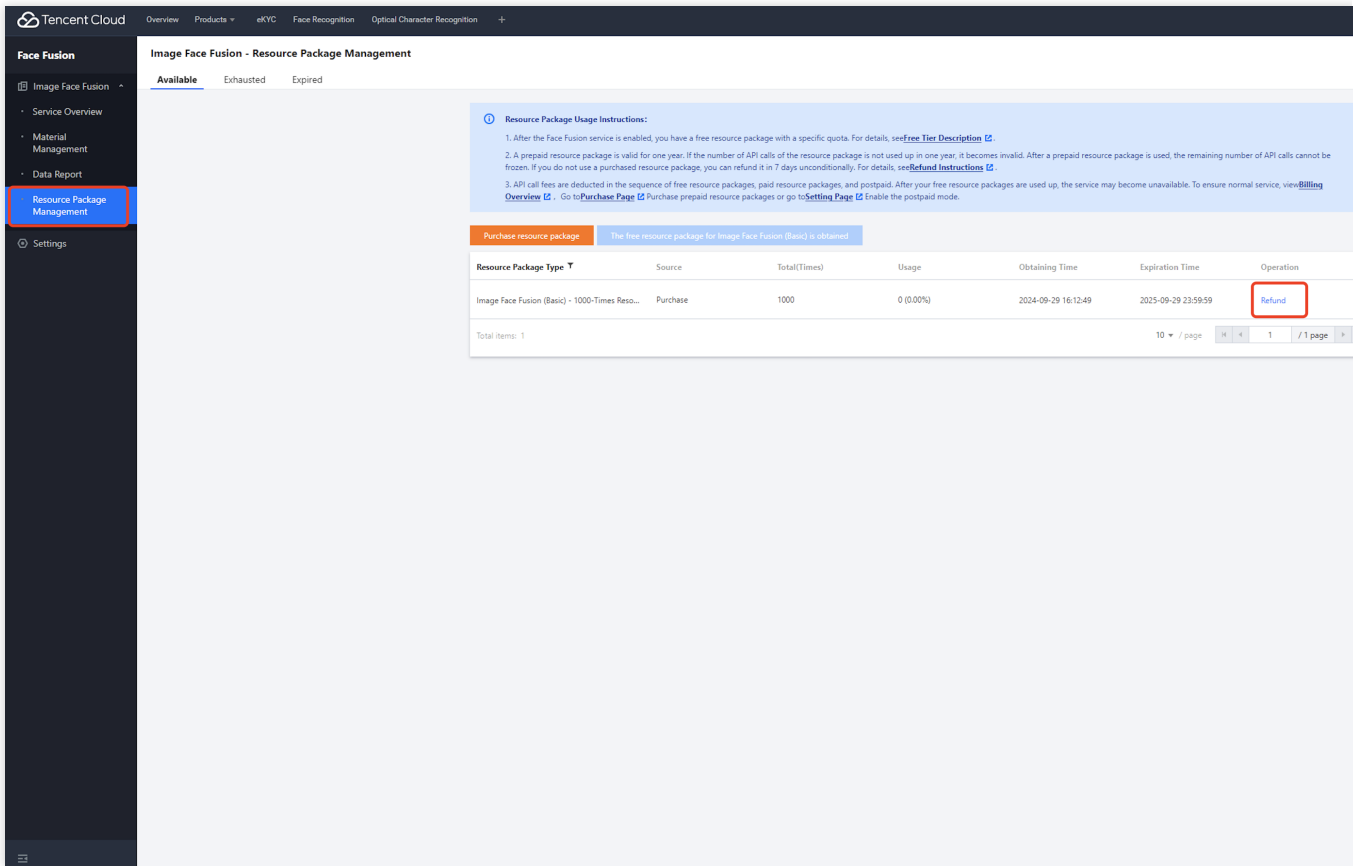 Tencent Cloud Overview Products eKYC Face Recognition Optical Character Recognition +
Face Fusion
Image Face Fusion
Service Overview
Material
Management
Data Report
Resource Package
Management
Settings
Image Face Fusion - Resource Package Management
Available Exhausted Expired
Resource Package Usage Instructions:
1. After the Face Fusion service is enabled, you have a free resource package with a specific quota. For details, seeFree Tier Description .
2. A prepaid resource package is valid for one year. If the number of API calls of the resource package is not used up in one year, it becomes invalid. After a prepaid resource package is used, the remaining number of API calls cannot be
frozen. If you do not use a purchased resource package, you can refund it in 7 days unconditionally. For details, seeRefund Instructions .
3. API call fees are deducted in the sequence of free resource packages, paid resource packages, and postpaid. After your free resource packages are used up, the service may become unavailable. To ensure normal service, viewBilling
Overview . Go toPurchase Page Purchase prepaid resource packages or go toSetting Page Enable the postpaid mode.
Purchase resource package The free resource package for Image Face Fusion (Basic) is obtained
Resource Package Type Source Total(Times) Usage Obtaining Time Expiration Time Operation
Image Face Fusion (Basic) - 1000-Times Reso... Purchase 1000 0 (0.00%) 2024-09-29 16:12:49 2025-09-29 23:59:59 Refund
Total items: 1 10 / page 1 / 1 page